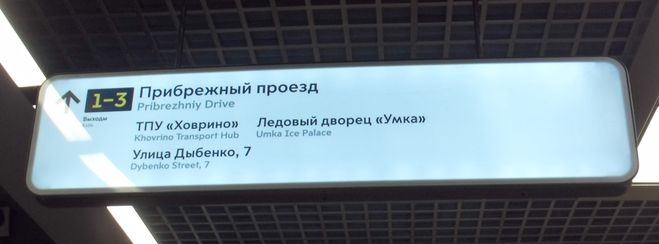 1-3 Прибрежный проезд
Pribrezhniy Drive
Выходы
ТПУ «Ховрино» Ледовый дворец «Умка»
Khovrino Transport Hub Umka Ice Palace
Улица Дыбенко, 7
Dybenko Street, 7